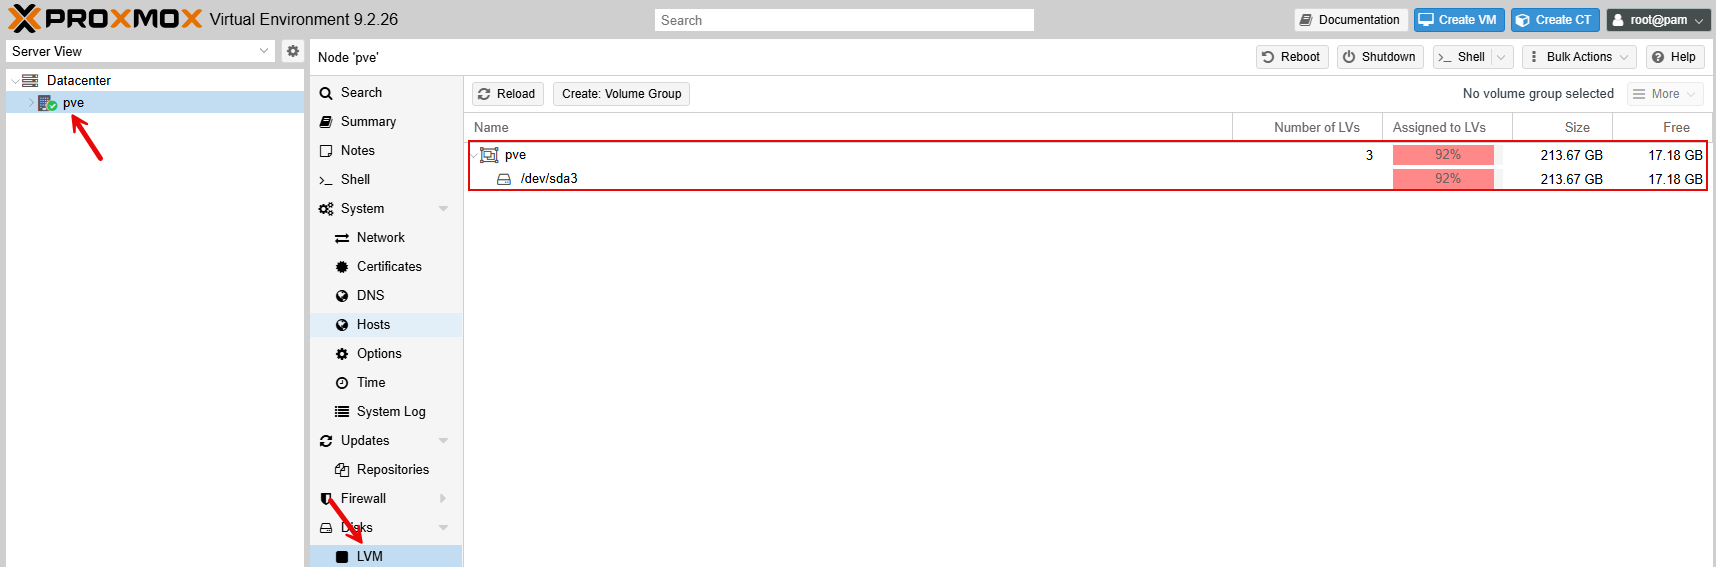 PROXMOX Virtual Environment 9.2.26
Search
Documentation
Create VM
Create CT
root@pam
Server View
Datacenter
pve
Node 'pve'
Reboot
Shutdown
Shell
Bulk Actions
Help
Search
Summary
Notes
Shell
System
Network
Certificates
DNS
Hosts
Options
Time
System Log
Updates
Repositories
Firewall
Disks
LVM
Reload
Create: Volume Group
No volume group selected
More
Name Number of LVs Assigned to LVs Size Free
pve 3 92% 213.67 GB 17.18 GB
/dev/sda3 92% 213.67 GB 17.18 GB